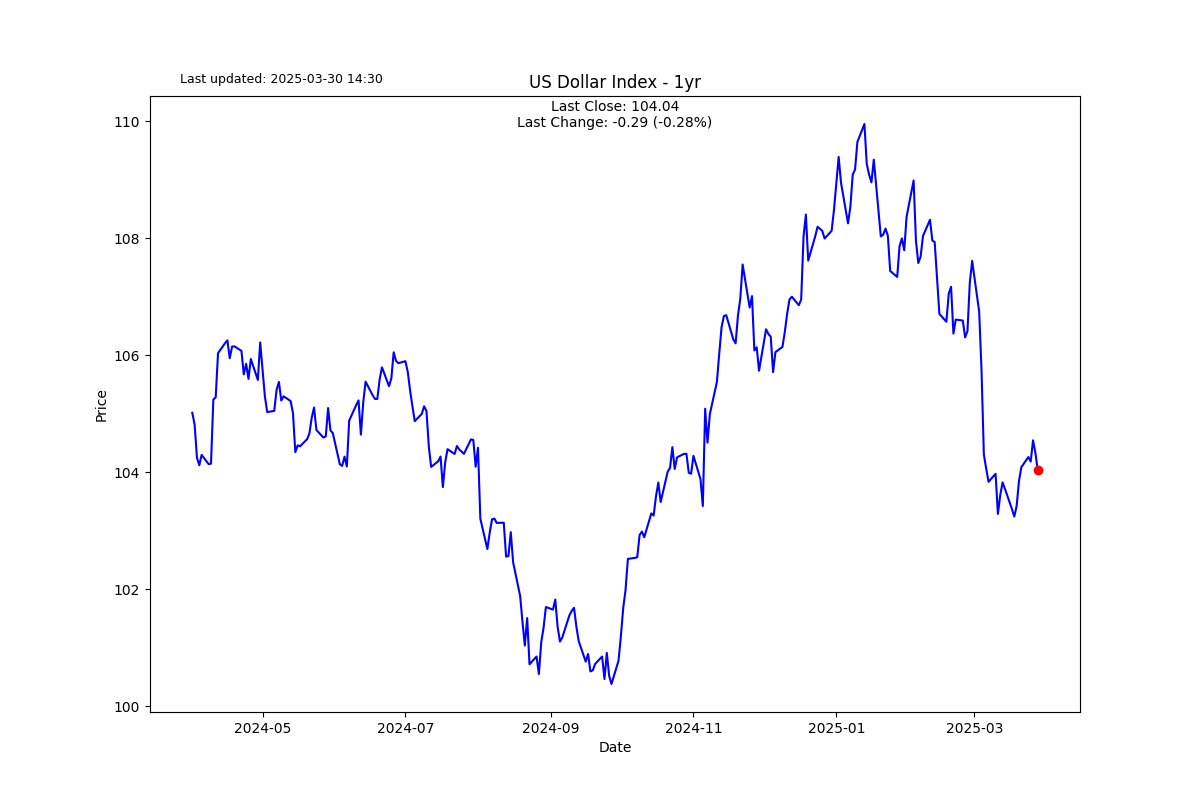 Last updated: 2025-03-30 14:30
US Dollar Index - 1yr
Last Close: 104.04
Last Change: -0.29 (-0.28%)
110
108
106
104
102
100
Price
2024-05
2024-07
2024-09
2024-11
2025-01
2025-03
Date